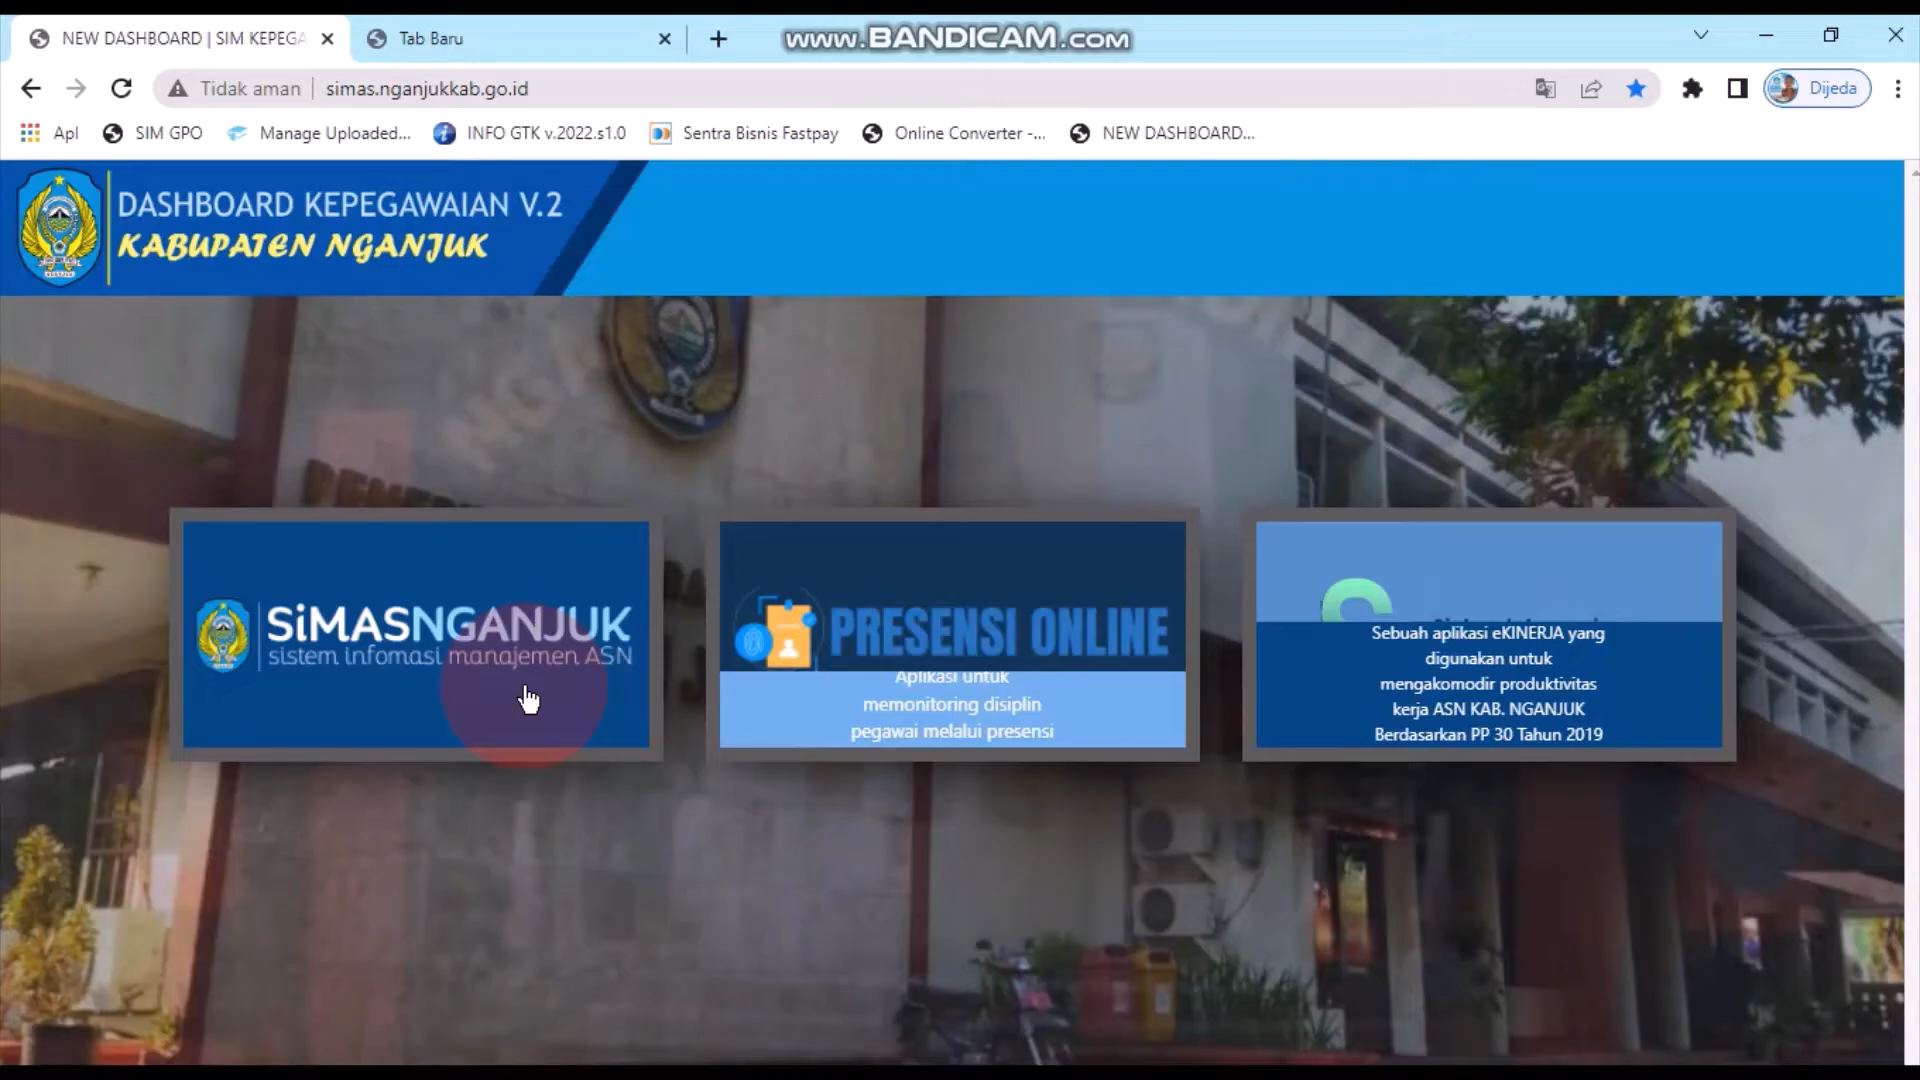 NEW DASHBOARD | SIM KEPEGA
Tab Baru
www.BANDICAM.com
Tidak aman
simas.nganjukkab.go.id
Dijeda
Apl
SIM GPO
Manage Uploaded...
INFO GTK v.2022.s1.0
Sentra Bisnis Fastpay
Online Converter -...
NEW DASHBOARD...
DASHBOARD KEPEGAWAIAN V.2
KABUPATEN NGANJUK
SiMASNGANJUK
sistem infomasi manajemen ASN
PRESENSI ONLINE
Aplikasi untuk
memonitoring disiplin
pegawai melalui presensi
Sebuah aplikasi eKINERJA yang
digunakan untuk
mengakomodir produktivitas
kerja ASN KAB. NGANJUK
Berdasarkan PP 30 Tahun 2019